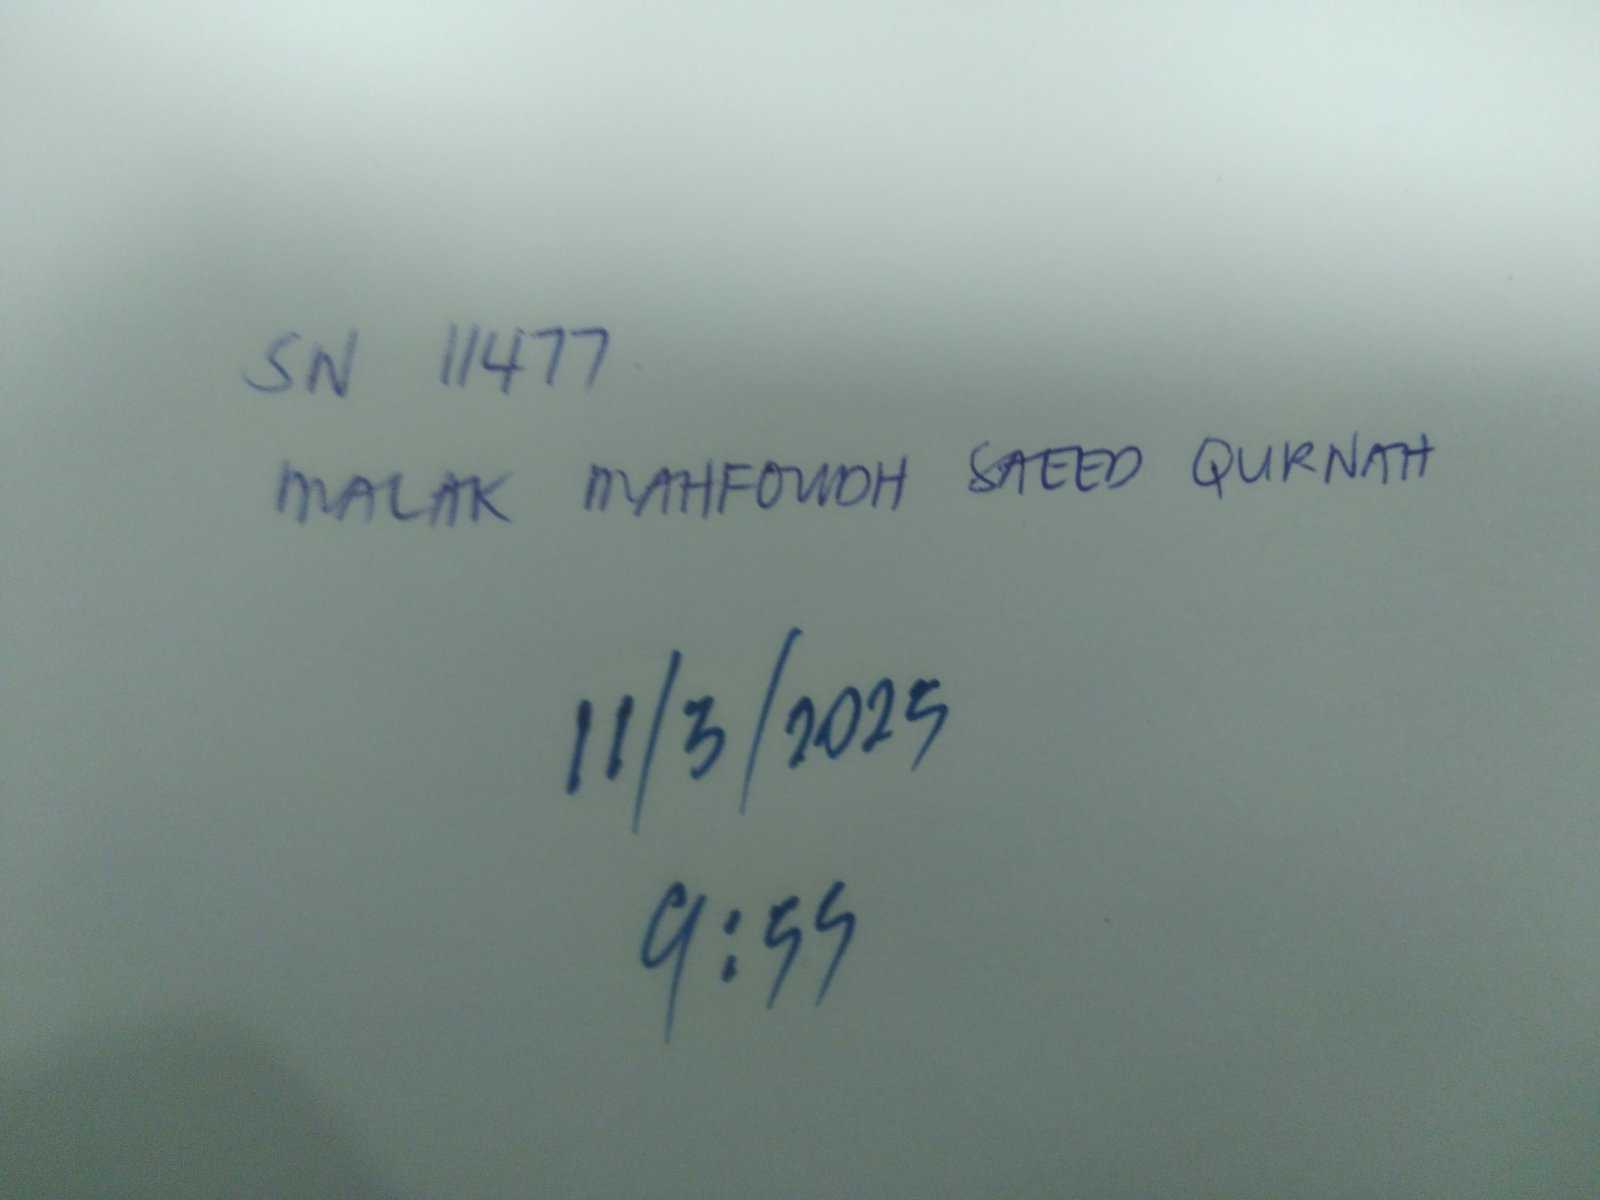 SN 11477
MALAK MAHFOUDH SAEED QURNAH
11/3/2025
9:55